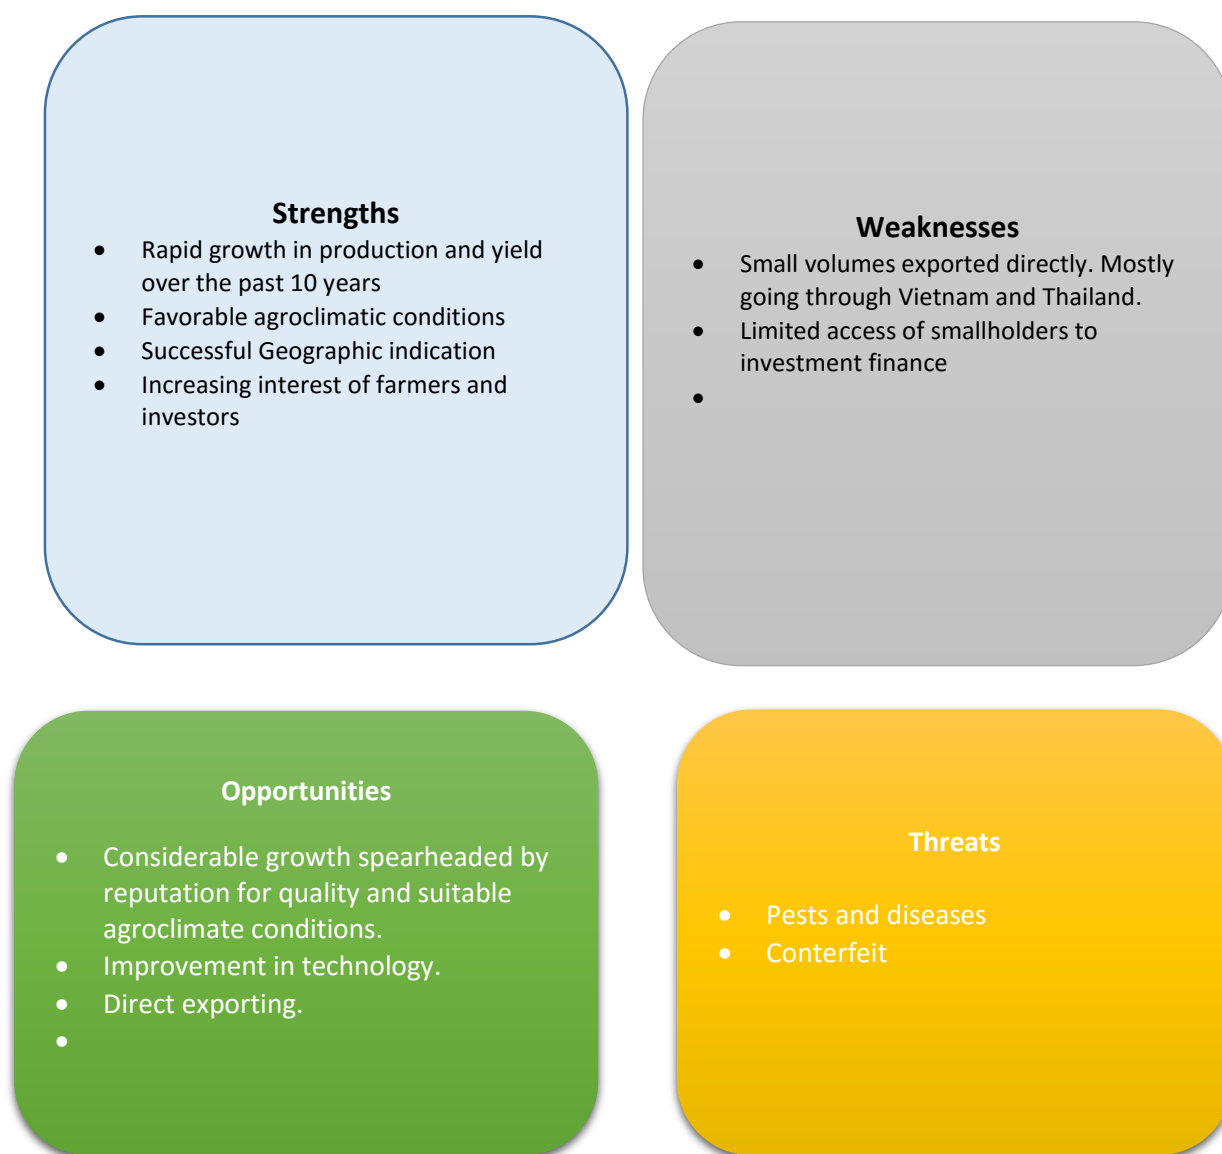 Strengths
• Rapid growth in production and yield
over the past 10 years
• Favorable agroclimatic conditions
• Successful Geographic indication
• Increasing interest of farmers and
investors
Weaknesses
• Small volumes exported directly. Mostly
going through Vietnam and Thailand.
• Limited access of smallholders to
investment finance
•
Opportunities
• Considerable growth spearheaded by
reputation for quality and suitable
agroclimate conditions.
• Improvement in technology.
• Direct exporting.
•
Threats
• Pests and diseases
• Conterfeit